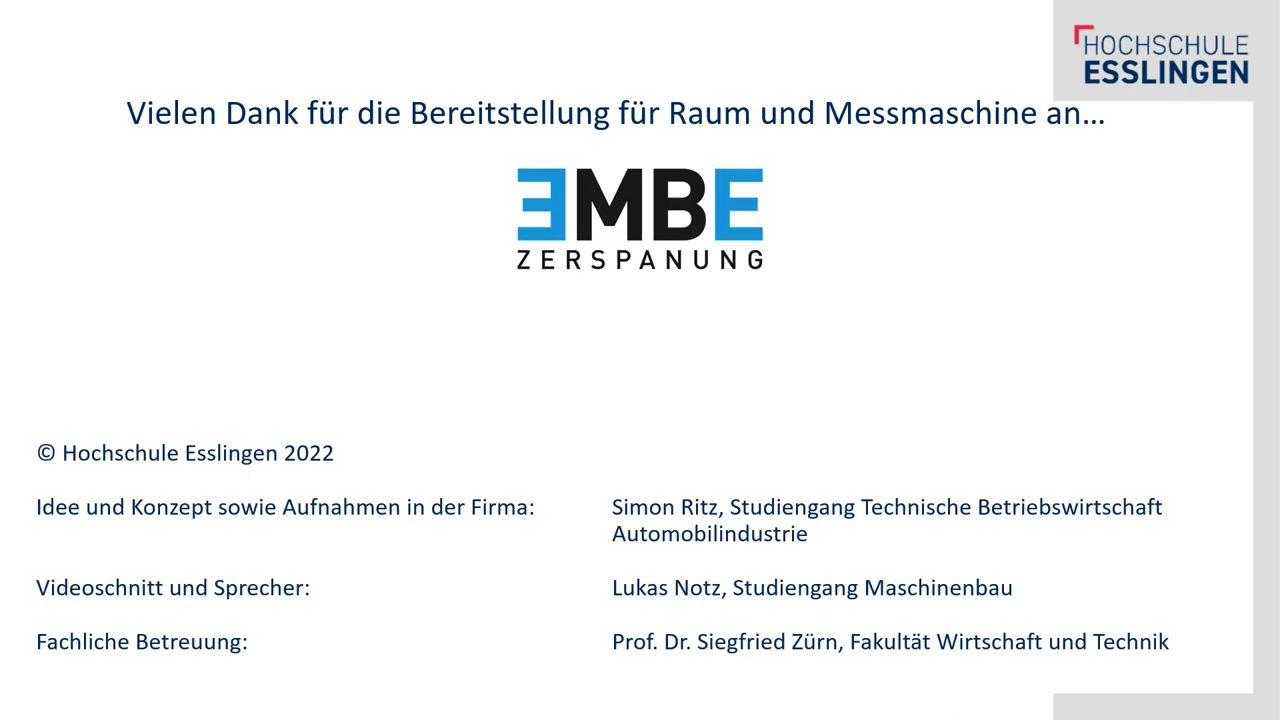 HOCHSCHULE
ESSLINGEN
Vielen Dank für die Bereitstellung für Raum und Messmaschine an…
EMBE
ZERSPANUNG
© Hochschule Esslingen 2022
Idee und Konzept sowie Aufnahmen in der Firma: Simon Ritz, Studiengang Technische Betriebswirtschaft
Automobilindustrie
Videoschnitt und Sprecher: Lukas Notz, Studiengang Maschinenbau
Fachliche Betreuung: Prof. Dr. Siegfried Zürn, Fakultät Wirtschaft und Technik